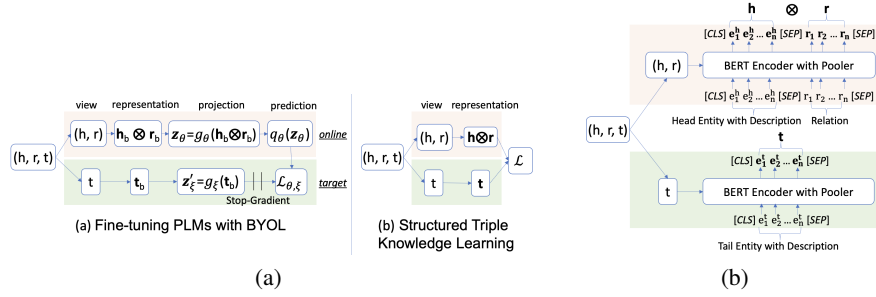 view representation projection prediction
(h, r) h_b ⊗ r_b z_θ=g_θ(h_b⊗r_b) q_θ(z_θ) online
(h, r, t)
t t_b z'_ξ=g_ξ(t_b) L_θ,ξ target
Stop-Gradient
(a) Fine-tuning PLMs with BYOL
view representation
(h, r) h⊗r
L
t t
(b) Structured Triple
Knowledge Learning
(a)
h ⊗ r
[CLS] e_1^h e_2^h ... e_n^h [SEP] r_1 r_2 ... r_n [SEP]
(h, r) BERT Encoder with Pooler
[CLS] e_1^h e_2^h ... e_n^h [SEP] r_1 r_2 ... r_n [SEP]
Head Entity with Description Relation
(h, r, t)
t
[CLS] e_1^t e_2^t ... e_n^t [SEP]
t BERT Encoder with Pooler
[CLS] e_1^t e_2^t ... e_n^t [SEP]
Tail Entity with Description
(b)